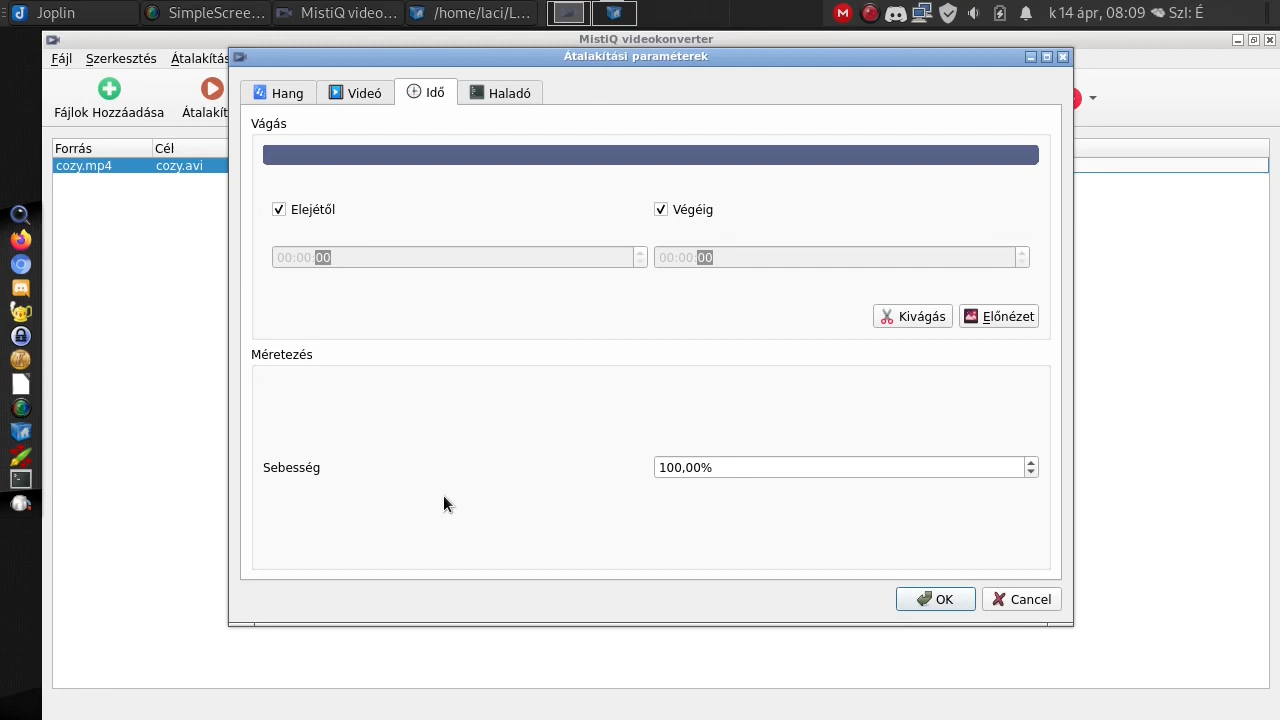 Joplin SimpleScree... MistiQ video... /home/laci/L... k 14 ápr, 08:09 Szl: É
MistiQ videokonverter
Fájl Szerkesztés Átalakítás
Átalakítási paraméterek
Fájlok Hozzáadása Átalakít
Hang Videó Idő Haladó
Vágás
Forrás Cél
cozy.mp4 cozy.avi
Elejétől Végéig
00:00:00 00:00:00
Kivágás Előnézet
Méretezés
Sebesség 100,00%
OK Cancel